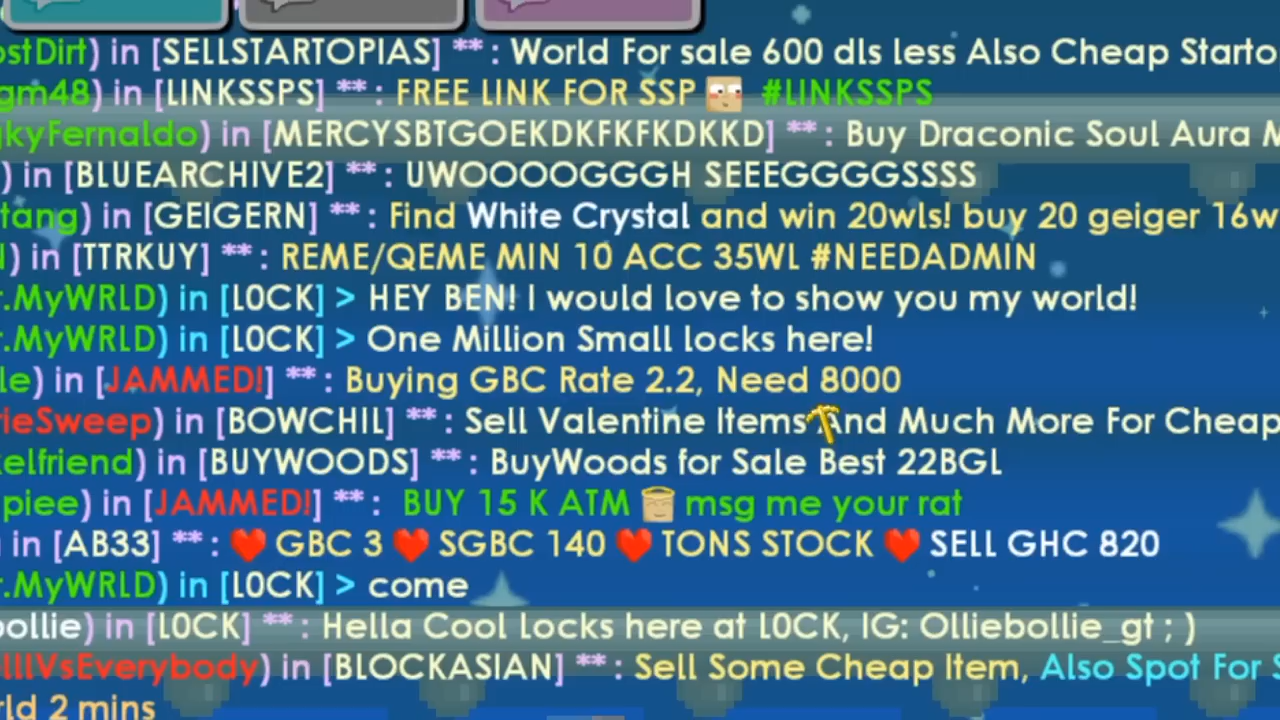 ostDirt) in [SELLSTARTOPIAS] ** : World For sale 600 dls less Also Cheap Starto
gm48) in [LINKSSPS] ** : FREE LINK FOR SSP #LINKSSPS
gkyFernaldo) in [MERCYSBTGOEKDKFKFKDKKD] ** : Buy Draconic Soul Aura M
) in [BLUEARCHIVE2] ** : UWOOOOGGGH SEEEGGGGSSSS
tang) in [GEIGERN] ** : Find White Crystal and win 20wls! buy 20 geiger 16w
) in [TTRKUY] ** : REME/QEME MIN 10 ACC 35WL #NEEDADMIN
r.MyWRLD) in [L0CK] > HEY BEN! I would love to show you my world!
r.MyWRLD) in [L0CK] > One Million Small locks here!
le) in [JAMMED!] ** : Buying GBC Rate 2.2, Need 8000
rieSweep) in [BOWCHIL] ** : Sell Valentine Items And Much More For Cheap
kelfriend) in [BUYWOODS] ** : BuyWoods for Sale Best 22BGL
piee) in [JAMMED!] ** : BUY 15 K ATM msg me your rat
in [AB33] ** : ❤ GBC 3 ❤ SGBC 140 ❤ TONS STOCK ❤ SELL GHC 820
r.MyWRLD) in [L0CK] > come
bollie) in [L0CK] ** : Hella Cool Locks here at L0CK, IG: Olliebollie_gt ; )
lllVsEverybody) in [BLOCKASIAN] ** : Sell Some Cheap Item, Also Spot For S
rld 2 mins